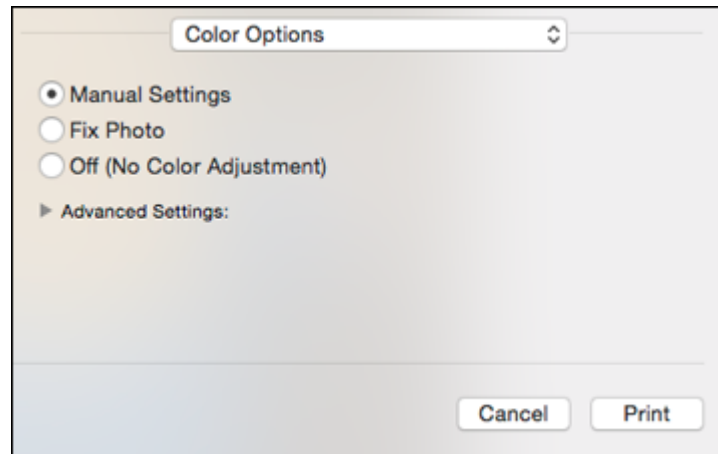 Color Options
Manual Settings
Fix Photo
Off (No Color Adjustment)
Advanced Settings:
Cancel Print